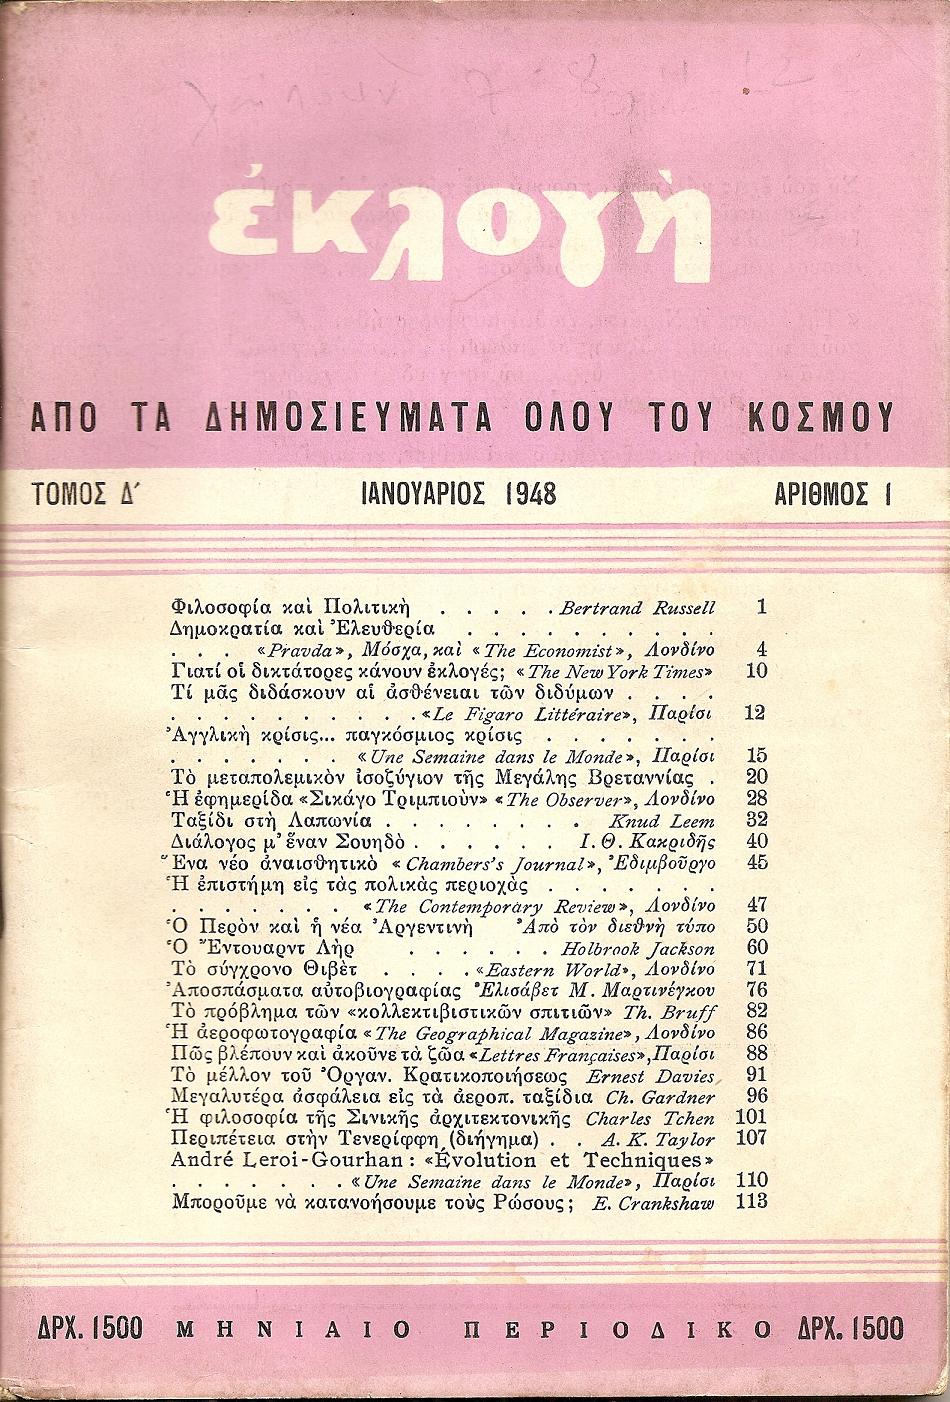 ἐκλογὴ
ΑΠΟ ΤΑ ΔΗΜΟΣΙΕΥΜΑΤΑ ΟΛΟΥ ΤΟΥ ΚΟΣΜΟΥ
ΤΟΜΟΣ Δ΄ ΙΑΝΟΥΑΡΙΟΣ 1948 ΑΡΙΘΜΟΣ 1
Φιλοσοφία καὶ Πολιτικὴ . . . . . Bertrand Russell 1
Δημοκρατία καὶ Ἐλευθερία . . . . . . . . . .
. . . «Pravda», Μόσχα, καὶ «The Economist», Λονδίνο 4
Γιατί οἱ δικτάτορες κάνουν ἐκλογές; «The New York Times» 10
Τί μᾶς διδάσκουν αἱ ἀσθένειαι τῶν διδύμων . . . .
. . . . . . . . . . . «Le Figaro Littéraire», Παρίσι 12
Ἀγγλικὴ κρίσις... παγκόσμιος κρίσις . . . . . . .
. . . . . . . «Une Semaine dans le Monde», Παρίσι 15
Τὸ μεταπολεμικὸν ἰσοζύγιον τῆς Μεγάλης Βρεταννίας . 20
Ἡ ἐφημερίδα «Σικάγο Τριμπιοὺν» «The Observer», Λονδίνο 28
Ταξίδι στὴ Λαπωνία . . . . . . . . Knud Leem 32
Διάλογος μ' ἕναν Σουηδὸ . . . . . . Ι. Θ. Κακριδῆς 40
Ἕνα νέο ἀναισθητικὸ «Chambers's Journal», Ἐδιμβοῦργο 45
Ἡ ἐπιστήμη εἰς τὰς πολικὰς περιοχὰς . . . . . . .
. . . . . . . «The Contemporary Review», Λονδίνο 47
Ὁ Περὸν καὶ ἡ νέα Ἀργεντινὴ Ἀπὸ τὸν διεθνῆ τύπο 50
Ὁ Ἔντουαρντ Λὴρ . . . . . . Holbrook Jackson 60
Τὸ σύγχρονο Θιβὲτ . . . . «Eastern World», Λονδίνο 71
Ἀποσπάσματα αὐτοβιογραφίας Ἐλισάβετ Μ. Μαρτινέγκου 76
Τὸ πρόβλημα τῶν «κολλεκτιβιστικῶν σπιτιῶν» Th. Bruff 82
Ἡ ἀεροφωτογραφία «The Geographical Magazine», Λονδίνο 86
Πῶς βλέπουν καὶ ἀκοῦνε τὰ ζῶα «Lettres Françaises», Παρίσι 88
Τὸ μέλλον τοῦ Ὀργαν. Κρατικοποιήσεως Ernest Davies 91
Μεγαλυτέρα ἀσφάλεια εἰς τὰ ἀεροπ. ταξίδια Ch. Gardner 96
Ἡ φιλοσοφία τῆς Σινικῆς ἀρχιτεκτονικῆς Charles Tchen 101
Περιπέτεια στὴν Τενερίφφη (διήγημα) . . A. K. Taylor 107
André Leroi-Gourhan: «Évolution et Techniques»
. . . . . . . «Une Semaine dans le Monde», Παρίσι 110
Μποροῦμε νὰ κατανοήσουμε τοὺς Ρώσους; E. Crankshaw 113
ΔΡΧ. 1500 ΜΗΝΙΑΙΟ ΠΕΡΙΟΔΙΚΟ ΔΡΧ. 1500